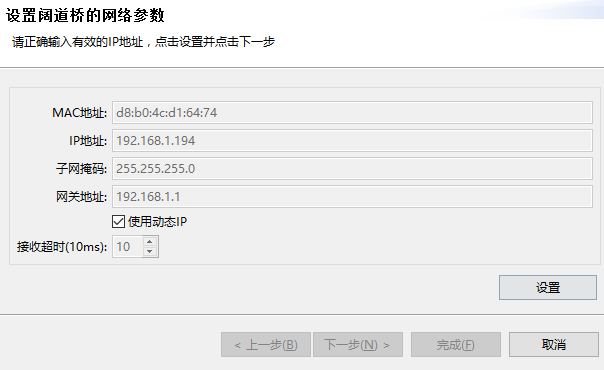 设置阔道桥的网络参数
请正确输入有效的IP地址，点击设置并点击下一步
MAC地址: d8:b0:4c:d1:64:74
IP地址: 192.168.1.194
子网掩码: 255.255.255.0
网关地址: 192.168.1.1
使用动态IP
接收超时(10ms): 10
设置
< 上一步(B) 下一步(N) > 完成(F) 取消